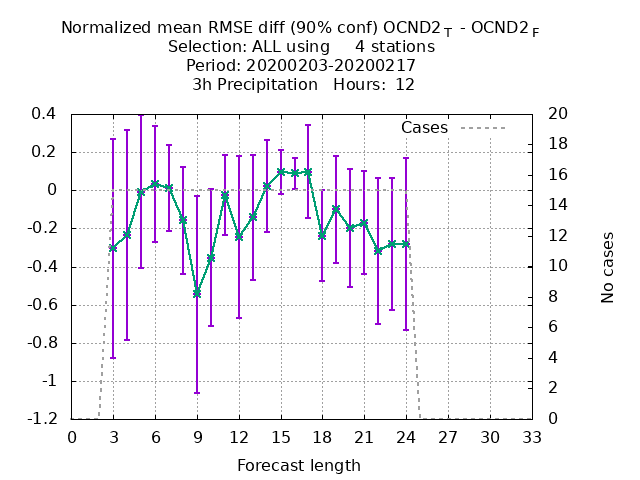 Normalized mean RMSE diff (90% conf) OCND2T - OCND2F
Selection: ALL using 4 stations
Period: 20200203-20200217
3h Precipitation Hours: 12
Cases
0.4
0.2
0
-0.2
-0.4
-0.6
-0.8
-1
-1.2
20
18
16
14
12
10
8
6
4
2
0
No cases
0 3 6 9 12 15 18 21 24 27 30 33
Forecast length